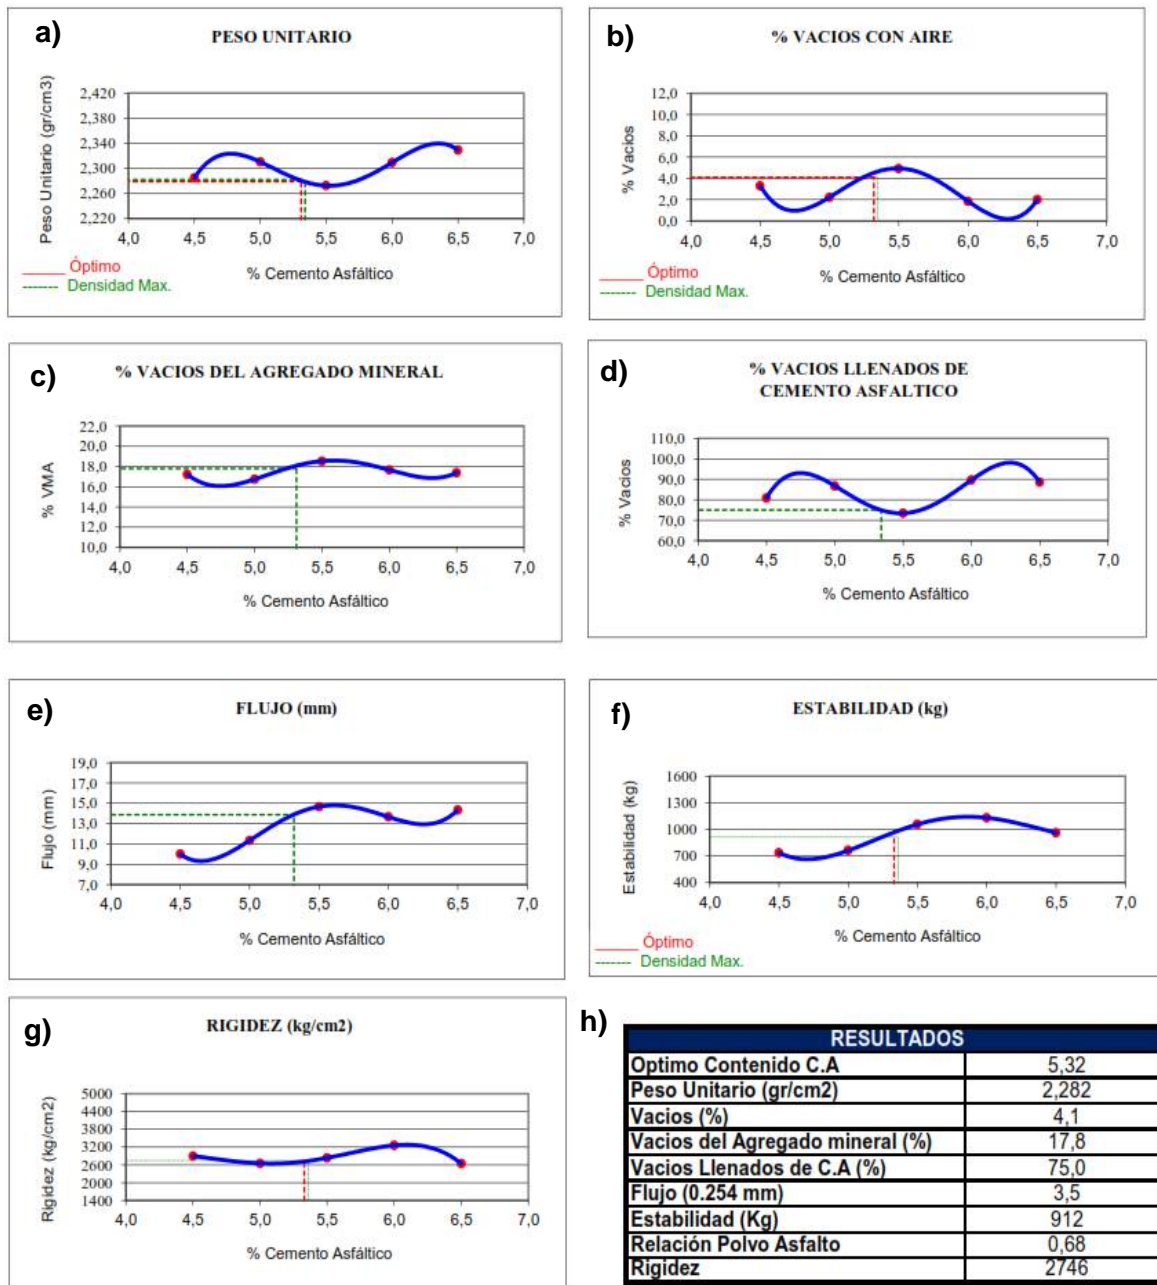 a)
PESO UNITARIO
Peso Unitario (gr/cm3)
2,420
2,380
2,340
2,300
2,260
2,220
4,0 4,5 5,0 5,5 6,0 6,5 7,0
% Cemento Asfáltico
______ Óptimo
------- Densidad Max.
b)
% VACIOS CON AIRE
% Vacios
12,0
10,0
8,0
6,0
4,0
2,0
0,0
4,0 4,5 5,0 5,5 6,0 6,5 7,0
% Cemento Asfáltico
______ Óptimo
------- Densidad Max.
c)
% VACIOS DEL AGREGADO MINERAL
% VMA
22,0
20,0
18,0
16,0
14,0
12,0
10,0
4,0 4,5 5,0 5,5 6,0 6,5 7,0
% Cemento Asfáltico
d)
% VACIOS LLENADOS DE
CEMENTO ASFALTICO
% Vacios
110,0
100,0
90,0
80,0
70,0
60,0
4,0 4,5 5,0 5,5 6,0 6,5 7,0
% Cemento Asfáltico
e)
FLUJO (mm)
Flujo (mm)
19,0
17,0
15,0
13,0
11,0
9,0
7,0
4,0 4,5 5,0 5,5 6,0 6,5 7,0
% Cemento Asfáltico
f)
ESTABILIDAD (kg)
Estabilidad (kg)
1600
1300
1000
700
400
4,0 4,5 5,0 5,5 6,0 6,5 7,0
% Cemento Asfáltico
______ Óptimo
------- Densidad Max.
g)
RIGIDEZ (kg/cm2)
Rigidez (kg/cm2)
5000
4400
3800
3200
2600
2000
1400
4,0 4,5 5,0 5,5 6,0 6,5 7,0
% Cemento Asfáltico
h)
RESULTADOS
Optimo Contenido C.A 5,32
Peso Unitario (gr/cm2) 2,282
Vacios (%) 4,1
Vacios del Agregado mineral (%) 17,8
Vacios Llenados de C.A (%) 75,0
Flujo (0.254 mm) 3,5
Estabilidad (Kg) 912
Relación Polvo Asfalto 0,68
Rigidez 2746